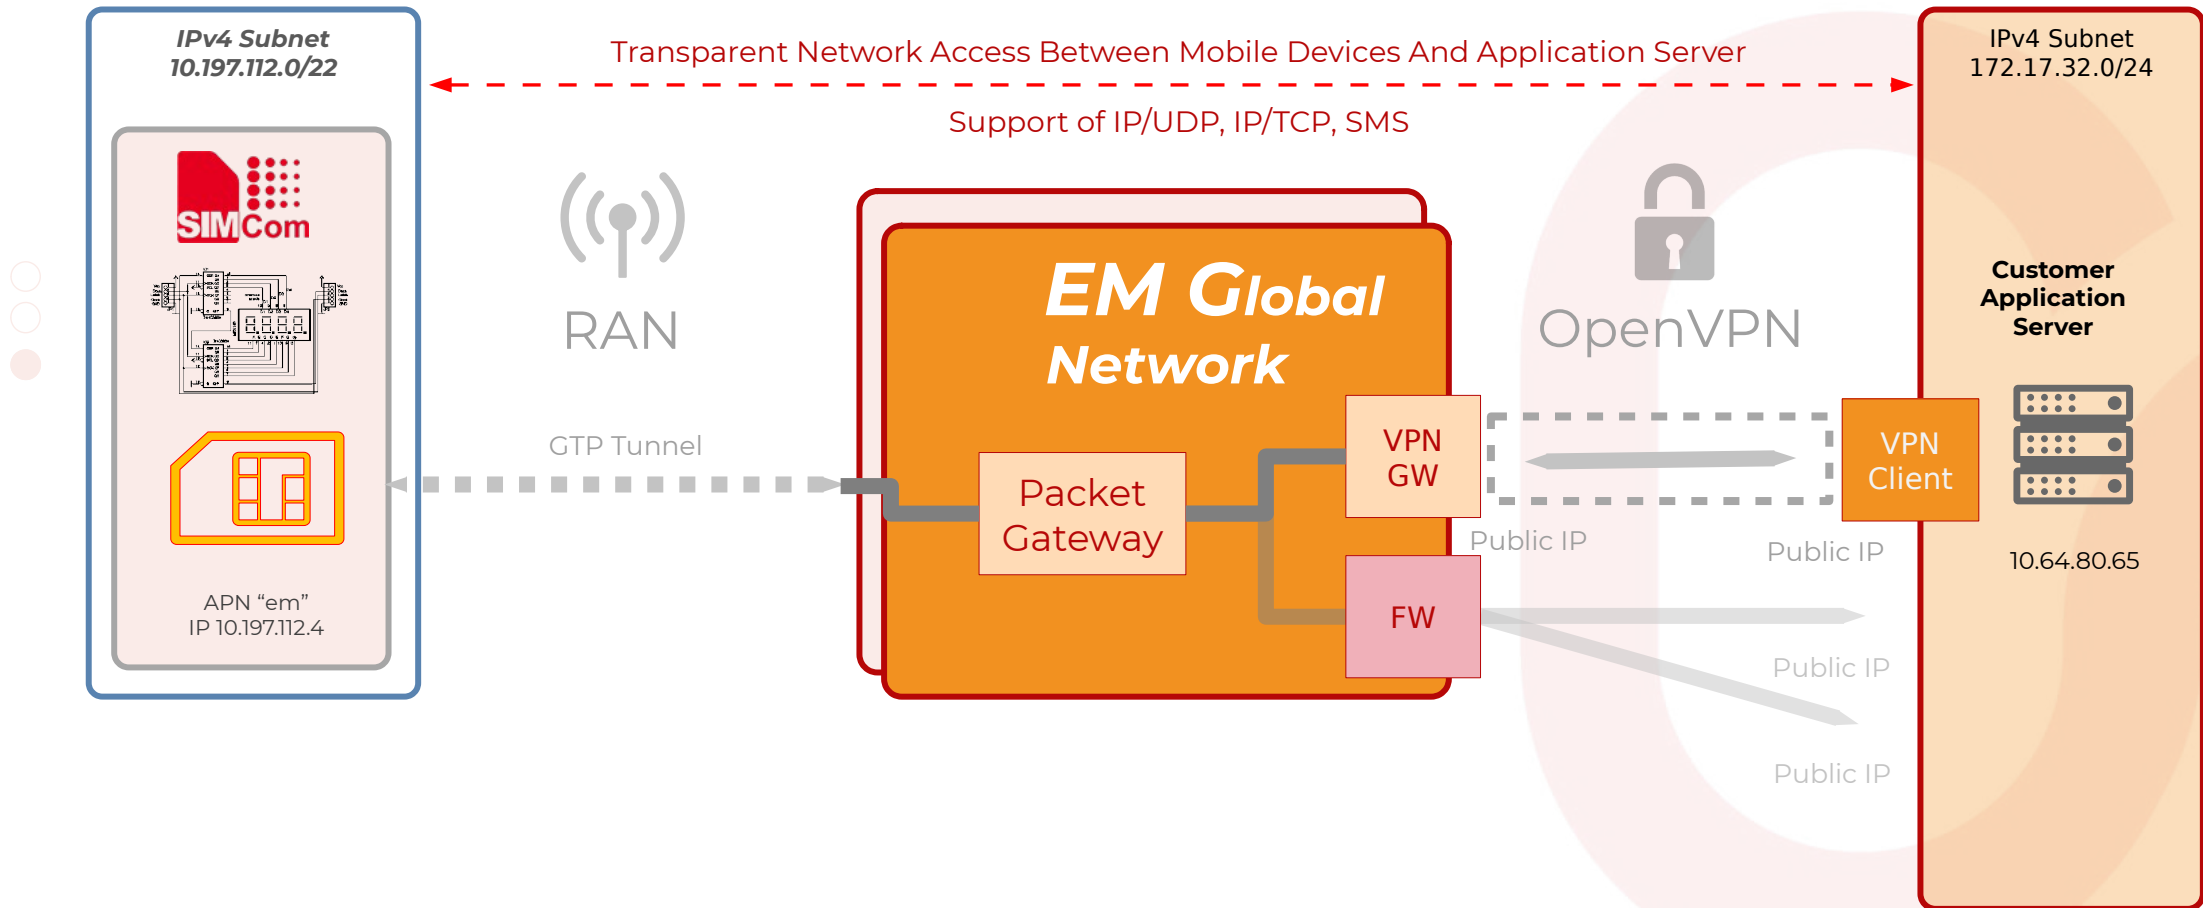 IPv4 Subnet
10.197.112.0/22
SIMCom
APN “em”
IP 10.197.112.4
Transparent Network Access Between Mobile Devices And Application Server
Support of IP/UDP, IP/TCP, SMS
RAN
GTP Tunnel
EM Global
Network
Packet
Gateway
VPN
GW
FW
OpenVPN
Public IP
Public IP
Public IP
Public IP
VPN
Client
IPv4 Subnet
172.17.32.0/24
Customer
Application
Server
10.64.80.65